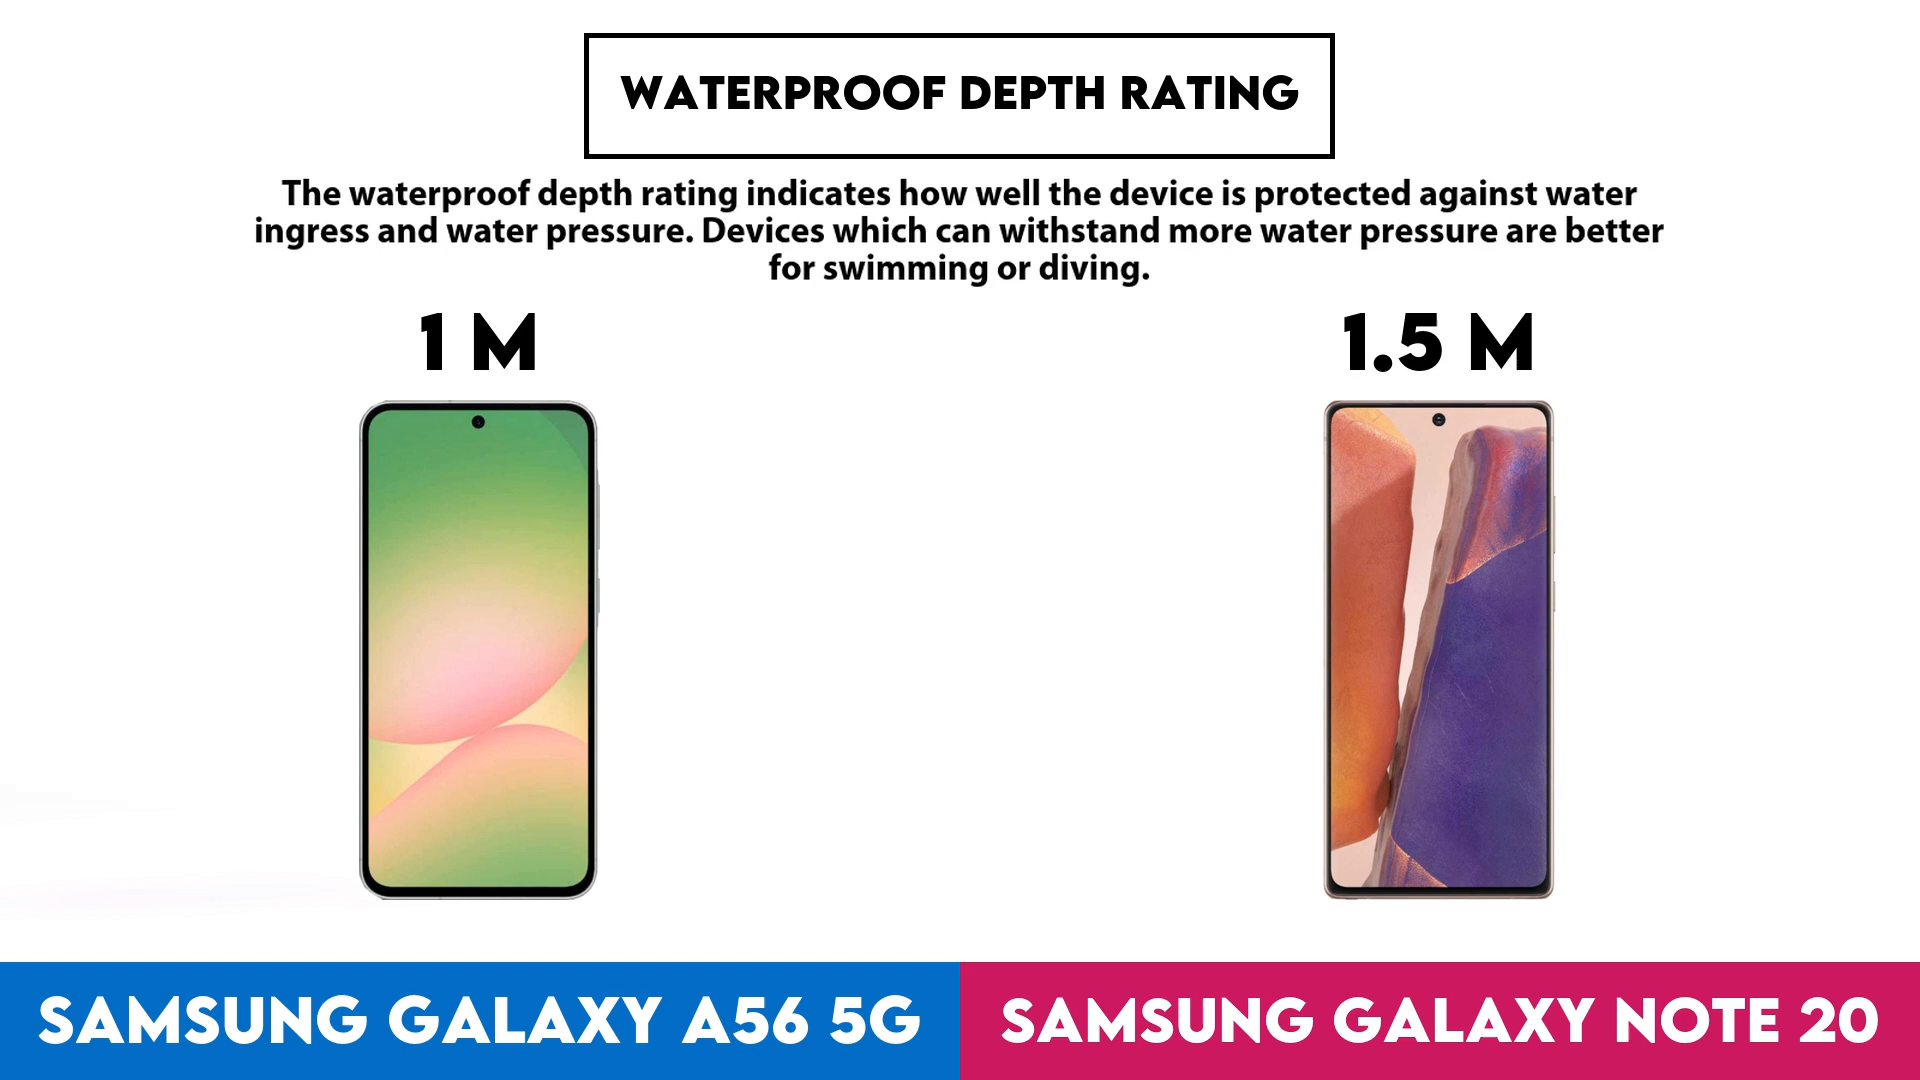 WATERPROOF DEPTH RATING
The waterproof depth rating indicates how well the device is protected against water
ingress and water pressure. Devices which can withstand more water pressure are better
for swimming or diving.
1 M
1.5 M
SAMSUNG GALAXY A56 5G
SAMSUNG GALAXY NOTE 20